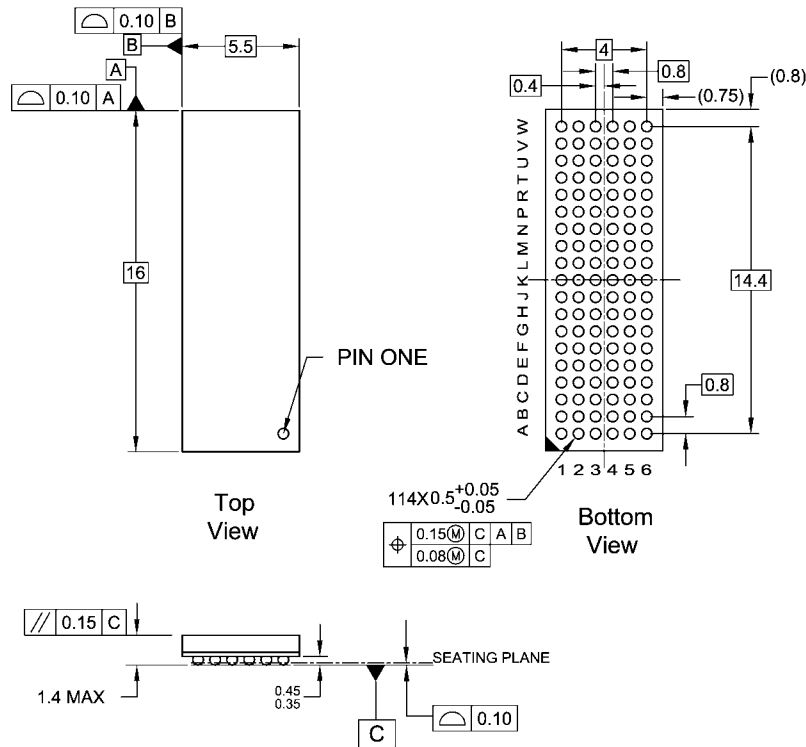 0.10 B
B
5.5
A
0.10 A
16
PIN ONE
Top
View
4
0.8
0.4
(0.75)
(0.8)
A B C D E F G H J K L M N P R T U V W
14.4
0.8
1 2 3 4 5 6
114X0.5 +0.05
-0.05
0.15 Ⓜ C A B
0.08 Ⓜ C
Bottom
View
// 0.15 C
1.4 MAX
0.45
0.35
SEATING PLANE
C
0.10